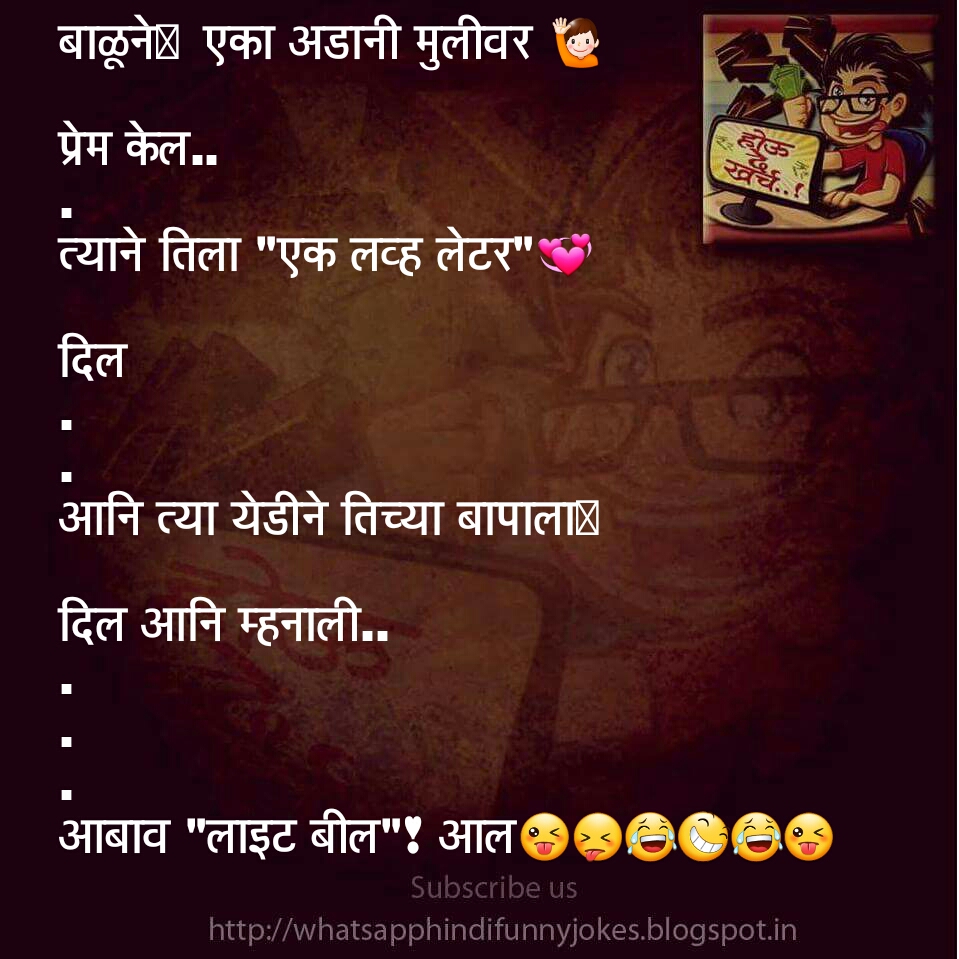 बाळूने एका अडानी मुलीवर 🙋
प्रेम केल..
.
त्याने तिला "एक लव्ह लेटर"💞
दिल
.
.
आनि त्या येडीने तिच्या बापाला
दिल आनि म्हनाली..
.
.
.
आबाव "लाइट बील"❢ आल😜😝😂😆😂😜
होऊ
दे
खर्च..!
Subscribe us
http://whatsapphindifunnyjokes.blogspot.in